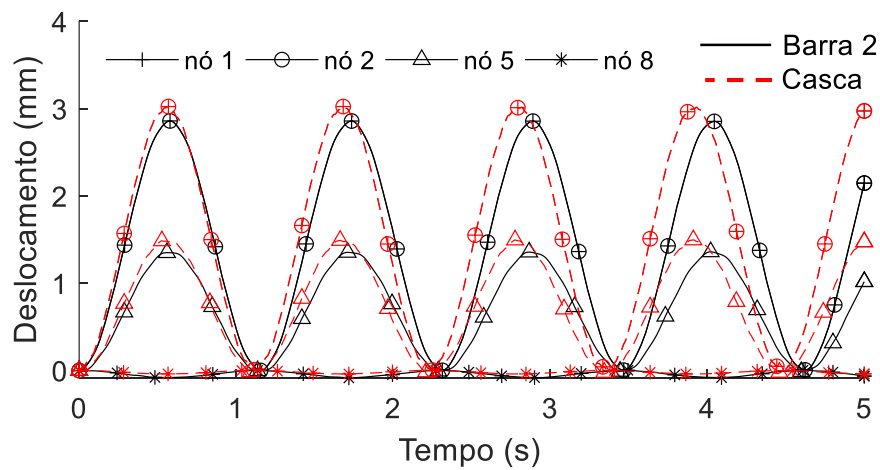 4
3
2
1
0
Deslocamento (mm)
nó 1 nó 2 nó 5 nó 8
Barra 2
Casca
0 1 2 3 4 5
Tempo (s)